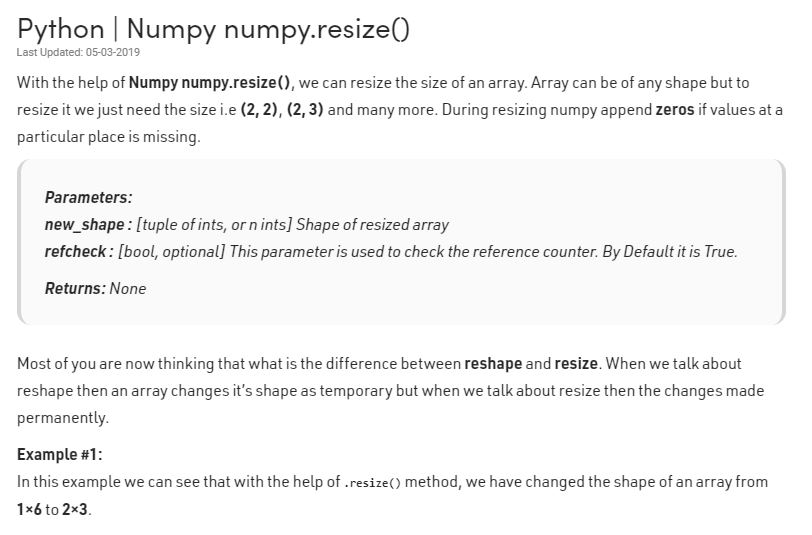 Python | Numpy numpy.resize()
Last Updated: 05-03-2019
With the help of Numpy numpy.resize(), we can resize the size of an array. Array can be of any shape but to
resize it we just need the size i.e (2, 2), (2, 3) and many more. During resizing numpy append zeros if values at a
particular place is missing.
Parameters:
new_shape : [tuple of ints, or n ints] Shape of resized array
refcheck : [bool, optional] This parameter is used to check the reference counter. By Default it is True.
Returns: None
Most of you are now thinking that what is the difference between reshape and resize. When we talk about
reshape then an array changes it’s shape as temporary but when we talk about resize then the changes made
permanently.
Example #1:
In this example we can see that with the help of .resize() method, we have changed the shape of an array from
1×6 to 2×3.